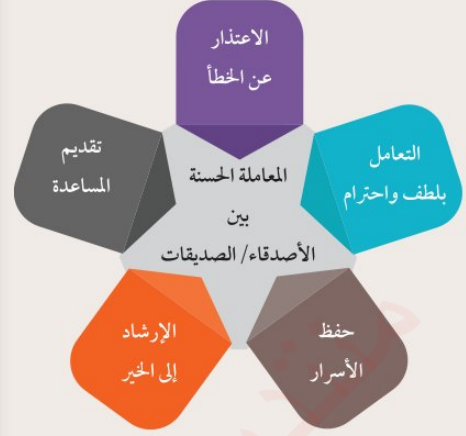 الاعتذار
عن الخطأ
التعامل
بلطف واحترام
حفظ
الأسرار
الإرشاد
إلى الخير
تقديم
المساعدة
المعاملة الحسنة
بين
الأصدقاء/ الصديقات